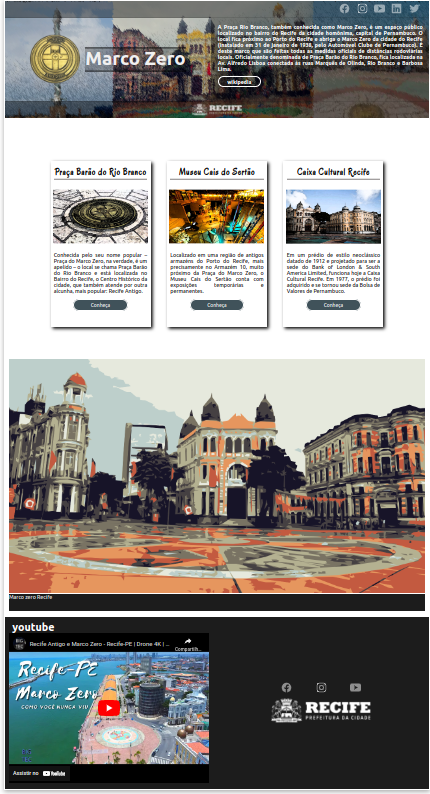 Marco Zero
A Praça Rio Branco, também conhecida como Marco Zero, é um espaço público
localizado no bairro do Recife da cidade homônima, capital de Pernambuco. O
local fica próximo ao Porto do Recife e abriga o Marco Zero da cidade do Recife
(instalado em 31 de janeiro de 1938, pelo Automóvel Clube de Pernambuco). É
deste marco que são feitas todas as medições oficiais de distâncias rodoviárias
locais. Oficialmente denominada de Praça Barão do Rio Branco, fica localizada na
Av. Alfredo Lisboa conectada às ruas Marquês de Olinda, Rio Branco e Barbosa
Lima.
wikipedia
RECIFE
Praça Barão do Rio Branco
Conhecida pelo seu nome popular –
Praça do Marco Zero, na verdade, é um
apelido – o local se chama Praça Barão
do Rio Branco e está localizada no
Bairro do Recife, o Centro Histórico da
cidade, que também atende por outra
alcunha, mais popular: Recife Antigo.
Conheça
Museu Cais do Sertão
Localizado em uma região de antigos
armazéns do Porto do Recife, mais
precisamente no Armazém 10, muito
próximo da Praça do Marco Zero, o
Museu Cais do Sertão conta com
exposições temporárias e
permanentes.
Conheça
Caixa Cultural Recife
Em um prédio de estilo neoclássico
datado de 1912 e projetado para ser a
sede do Bank of London & South
America Limited, funciona hoje a Caixa
Cultural Recife. Em 1977, o prédio foi
adquirido e se tornou sede da Bolsa de
Valores de Pernambuco.
Conheça
Marco zero Recife
youtube
Recife Antigo e Marco Zero - Recife-PE | Drone 4K | ...
Compartilh...
Recife-PE
Marco Zero
COMO VOCÊ NUNCA VIU
Assistir no YouTube
RECIFE
PREFEITURA DA CIDADE